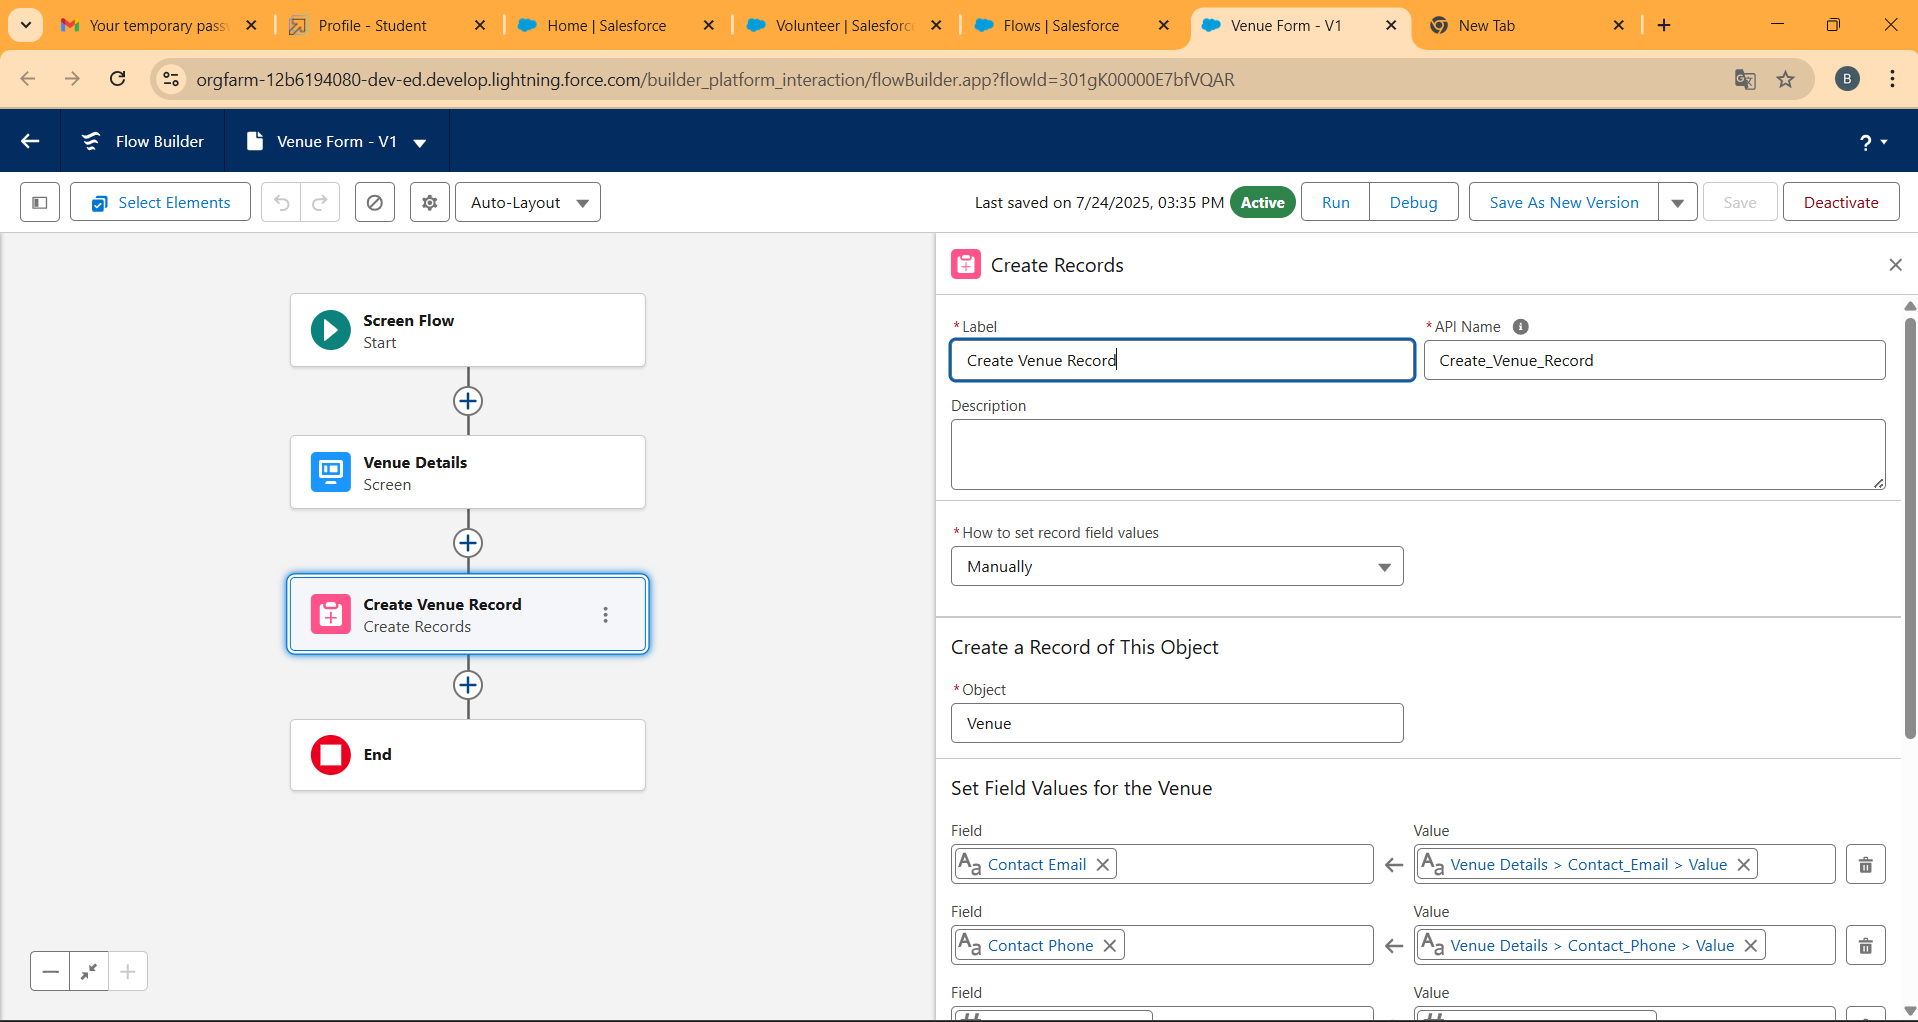 Your temporary pass
Profile - Student
Home | Salesforce
Volunteer | Salesforce
Flows | Salesforce
Venue Form - V1
New Tab
orgfarm-12b6194080-dev-ed.develop.lightning.force.com/builder_platform_interaction/flowBuilder.app?flowId=301gK00000E7bfVQAR
B
Flow Builder
Venue Form - V1
?
Select Elements
Auto-Layout
Last saved on 7/24/2025, 03:35 PM
Active
Run
Debug
Save As New Version
Save
Deactivate
Screen Flow
Start
Venue Details
Screen
Create Venue Record
Create Records
End
Create Records
*Label
Create Venue Record
*API Name
Create_Venue_Record
Description
*How to set record field values
Manually
Create a Record of This Object
*Object
Venue
Set Field Values for the Venue
Field
Value
Aa Contact Email
Aa Venue Details > Contact_Email > Value
Field
Value
Aa Contact Phone
Aa Venue Details > Contact_Phone > Value
Field
Value